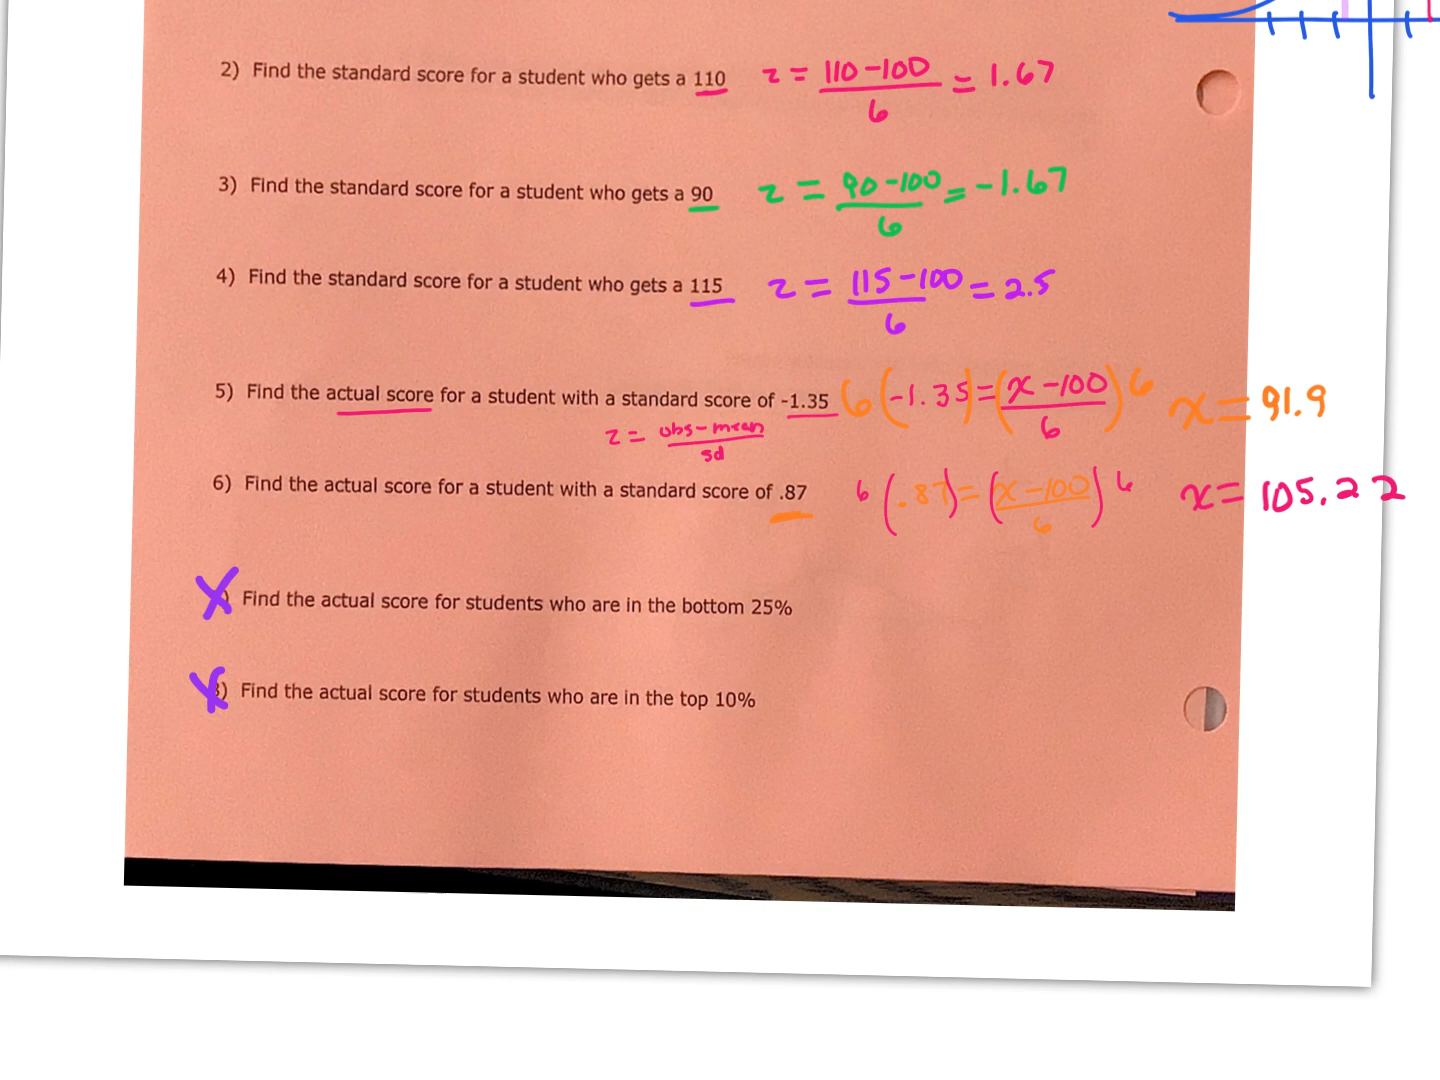 2) Find the standard score for a student who gets a 110 z = 110-100 / 6 = 1.67
3) Find the standard score for a student who gets a 90 z = 90-100 / 6 = -1.67
4) Find the standard score for a student who gets a 115 z = 115-100 / 6 = 2.5
5) Find the actual score for a student with a standard score of -1.35 6(-1.35)=(x-100 / 6)6 x=91.9
z = obs-mean / sd
6) Find the actual score for a student with a standard score of .87 6(.87)=(x-100 / 6)6 x=105.22
Find the actual score for students who are in the bottom 25%
) Find the actual score for students who are in the top 10%